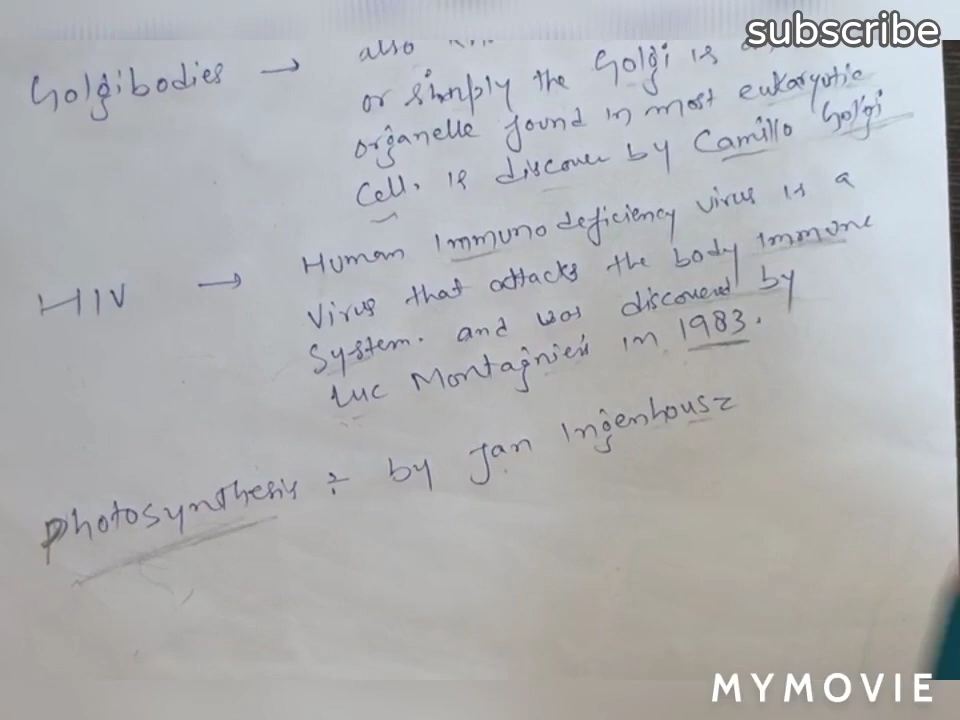 subscribe
also
Golgibodies → or simply the Golgi is
organelle found in most eukaryotic
Cell. is discover by Camillo Golgi
HIV → Human Immunodeficiency virus is a
virus that attacks the body immune
System. and was discovered by
Luc Montagnier in 1983.
photosynthesis ÷ by Jan Ingenhousz
MYMOVIE